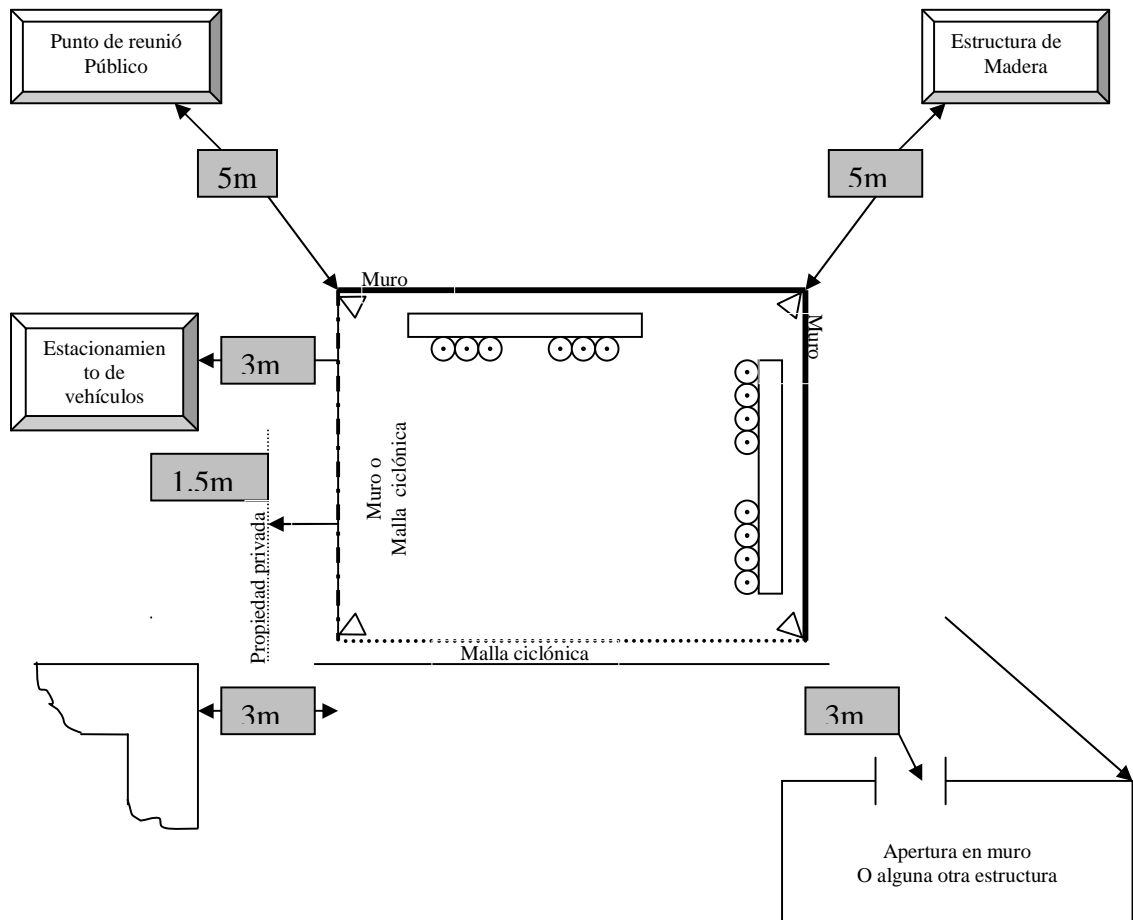 Punto de reunió
Público
Estructura de
Madera
5m
5m
Muro
Muro
Estacionamien
to de
vehículos
3m
Muro o
Malla ciclónica
1.5m
Propiedad privada
Malla ciclónica
3m
3m
Apertura en muro
O alguna otra estructura